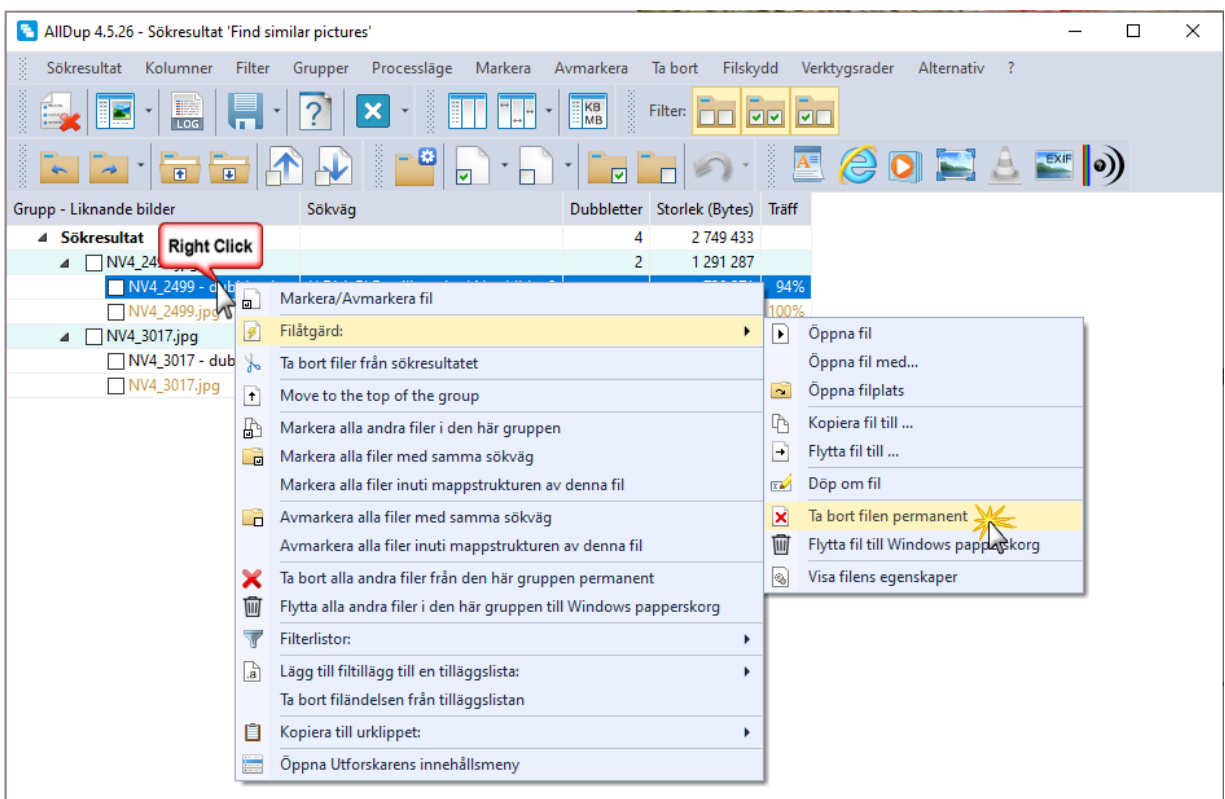 AllDup 4.5.26 - Sökresultat 'Find similar pictures'
Sökresultat Kolumner Filter Grupper Processläge Markera Avmarkera Ta bort Filskydd Verktygsrader Alternativ ?
LOG
KB
MB
Filter:
EXIF
Grupp - Liknande bilder Sökväg Dubbletter Storlek (Bytes) Träff
Sökresultat 4 2 749 433
Right Click
2 1 291 287
NV4_2499 - 94%
NV4_2499.jpg 100%
NV4_3017.jpg
NV4_3017 - dub
NV4_3017.jpg
Markera/Avmarkera fil
Filåtgärd:
Ta bort filer från sökresultatet
Move to the top of the group
Markera alla andra filer i den här gruppen
Markera alla filer med samma sökväg
Markera alla filer inuti mappstrukturen av denna fil
Avmarkera alla filer med samma sökväg
Avmarkera alla filer inuti mappstrukturen av denna fil
Ta bort alla andra filer från den här gruppen permanent
Flytta alla andra filer i den här gruppen till Windows papperskorg
Filterlistor:
Lägg till filtillägg till en tilläggslista:
Ta bort filändelsen från tilläggslistan
Kopiera till urklippet:
Öppna Utforskarens innehållsmeny
Öppna fil
Öppna fil med...
Öppna filplats
Kopiera fil till ...
Flytta fil till ...
Döp om fil
Ta bort filen permanent
Flytta fil till Windows papperskorg
Visa filens egenskaper